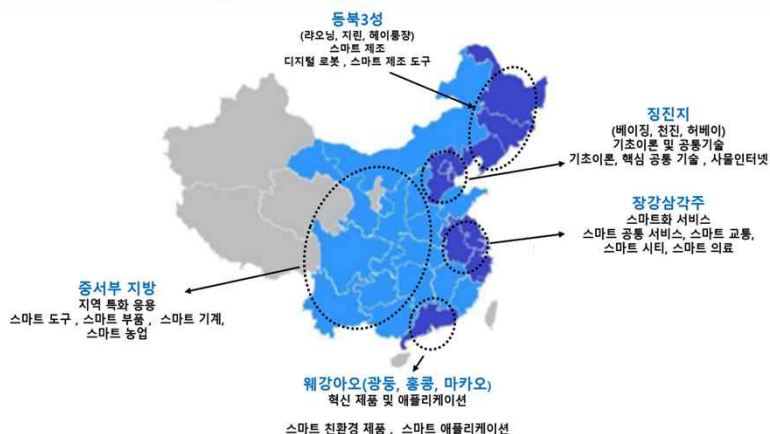 동북3성
(랴오닝, 지린, 헤이룽쟝)
스마트 제조
디지털 로봇 , 스마트 제조 도구
징진지
(베이징, 천진, 허베이)
기초이론 및 공통기술
기초이론, 핵심 공통 기술 , 사물인터넷
장강삼각주
스마트화 서비스
스마트 공통 서비스, 스마트 교통,
스마트 시티, 스마트 의료
중서부 지방
지역 특화 응용
스마트 도구 , 스마트 부품 , 스마트 기계,
스마트 농업
웨강아오(광둥, 홍콩, 마카오)
혁신 제품 및 애플리케이션
스마트 친환경 제품 , 스마트 애플리케이션